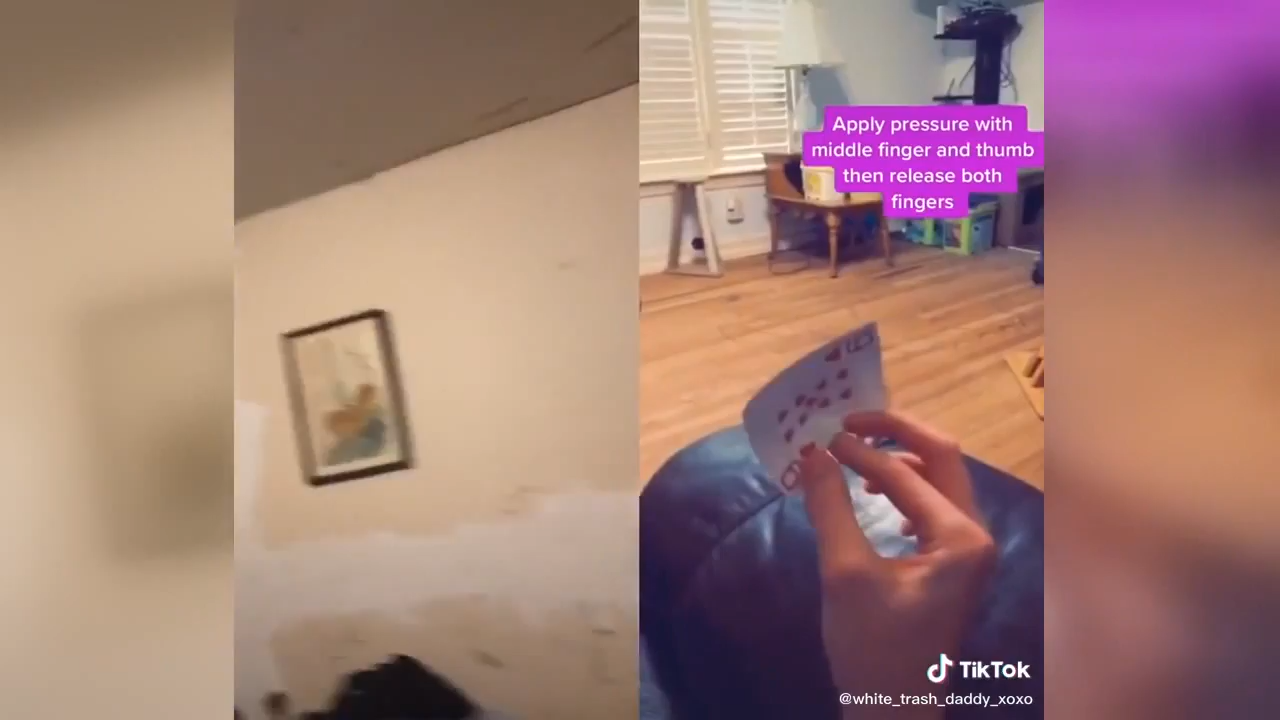 Apply pressure with
middle finger and thumb
then release both
fingers
TikTok
@white_trash_daddy_xoxo